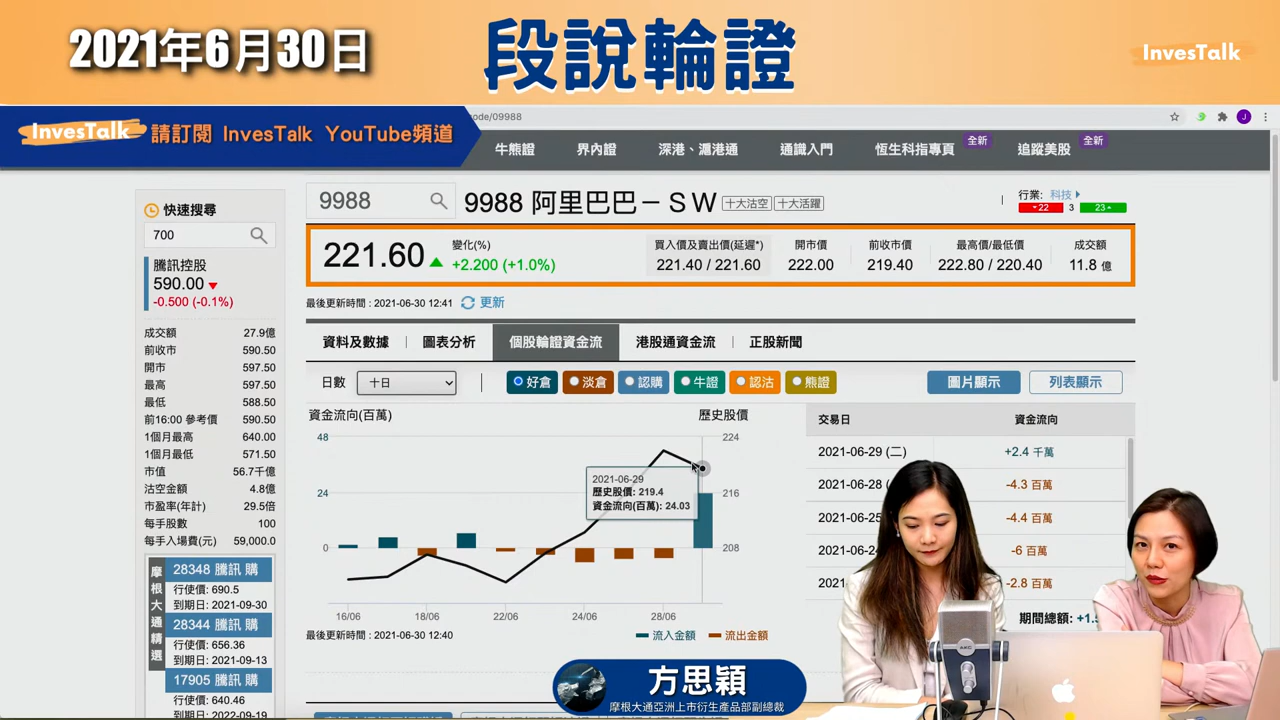 2021年6月30日
段說輪證
InvesTalk
InvesTalk 請訂閱 InvesTalk YouTube頻道
ode/09988
J
牛熊證
界內證
深港、滬港通
通識入門
恆生科指專頁
全新
追蹤美股
全新
快速搜尋
700
騰訊控股
590.00
-0.500 (-0.1%)
成交額 27.9億
前收市 590.50
開市 597.50
最高 597.50
最低 588.50
前16:00 參考價 590.50
1個月最高 640.00
1個月最低 571.50
市值 56.7千億
沽空金額 4.8億
市盈率(年計) 29.5倍
每手股數 100
每手入場費(元) 59,000.0
摩根大通精選
28348 騰訊 購
行使價: 690.5
到期日: 2021-09-30
28344 騰訊 購
行使價: 656.36
到期日: 2021-09-13
17905 騰訊 購
行使價: 640.46
到期日: 2022-09-19
9988
9988 阿里巴巴－ＳＷ 十大沽空 十大活躍
行業: 科技
22 3 23
221.60
變化(%)
+2.200 (+1.0%)
買入價及賣出價(延遲*)
221.40 / 221.60
開市價
222.00
前收市價
219.40
最高價/最低價
222.80 / 220.40
成交額
11.8 億
最後更新時間 : 2021-06-30 12:41 更新
資料及數據
圖表分析
個股輪證資金流
港股通資金流
正股新聞
日數 十日
好倉 淡倉 認購 牛證 認沽 熊證
圖片顯示 列表顯示
資金流向(百萬) 歷史股價
48 224
24 216
0 208
2021-06-29
歷史股價: 219.4
資金流向(百萬): 24.03
16/06 18/06 22/06 24/06 28/06
最後更新時間 : 2021-06-30 12:40
流入金額 流出金額
交易日 資金流向
2021-06-29 (二) +2.4 千萬
2021-06-28 ( -4.3 百萬
2021-06-25 -4.4 百萬
2021-06-2 -6 百萬
2021- -2.8 百萬
期間總額: +1.
AKG
方思穎
摩根大通亞洲上市衍生產品部副總裁